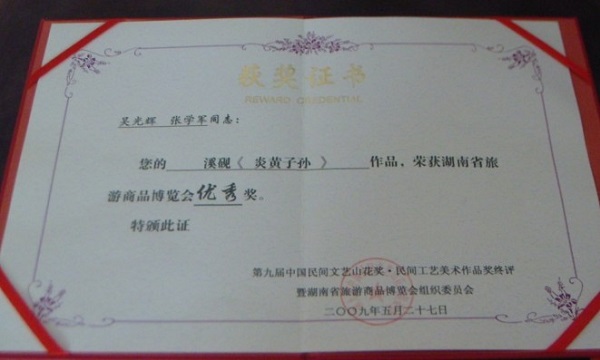 获奖证书
REWARD CREDENTIAL
吴光辉 张学军同志：
您的 溪砚《 炎黄子孙 》 作品，荣获湖南省旅
游商品博览会优秀奖。
特颁此证
第九届中国民间文艺山花奖·民间工艺美术作品奖终评
暨湖南省旅游商品博览会组织委员会
二〇〇九年五月二十七日